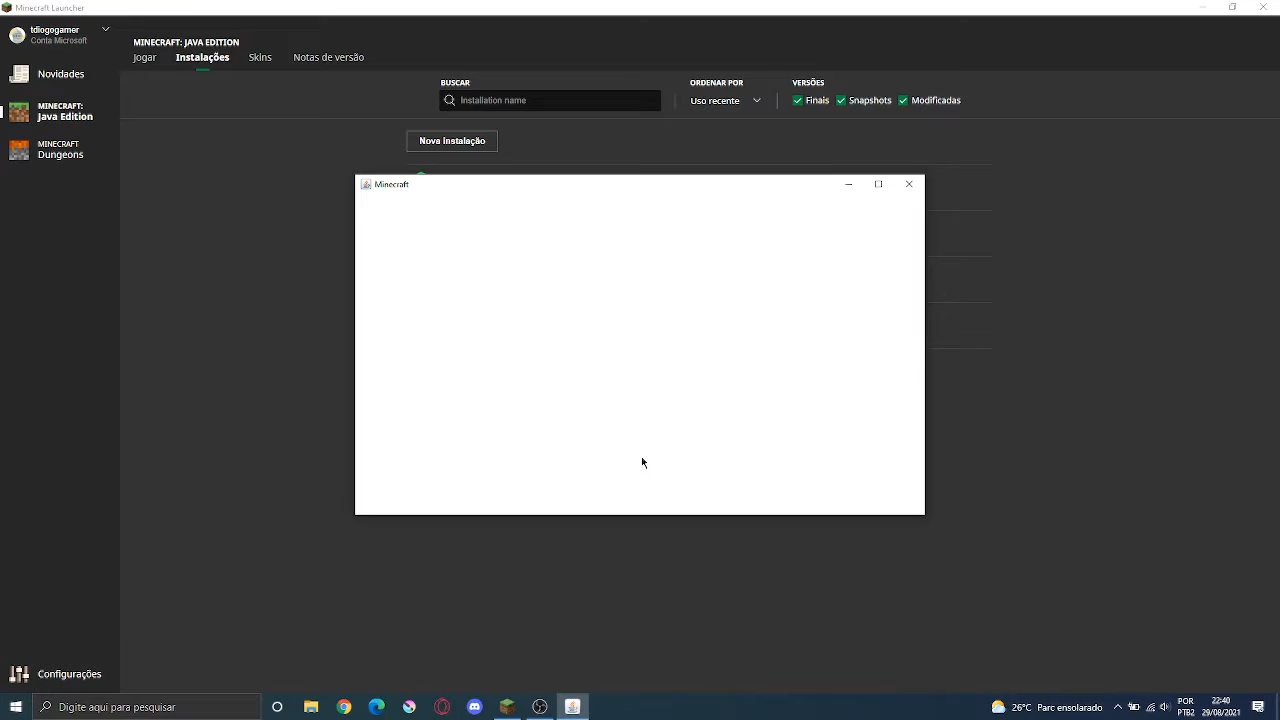 Minecraft Launcher
tdiogogamer
Conta Microsoft
MINECRAFT: JAVA EDITION
Jogar
Instalações
Skins
Notas de versão
Novidades
MINECRAFT:
Java Edition
MINECRAFT
Dungeons
BUSCAR
Installation name
ORDENAR POR
Uso recente
VERSÕES
Finais
Snapshots
Modificadas
Nova instalação
Minecraft
Configurações
Digite aqui para pesquisar
26°C Parc ensolarado
POR
PTB2
22:40
29/08/2021